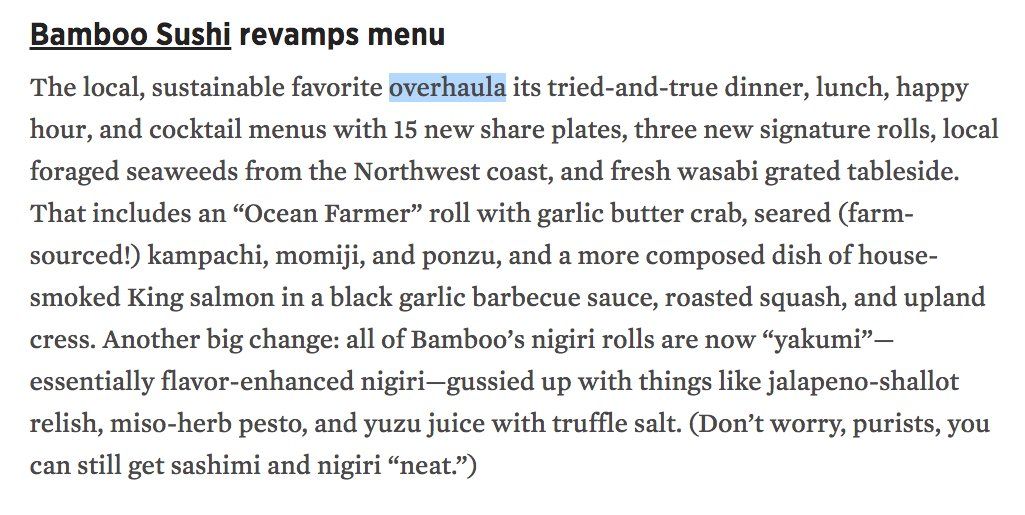 Bamboo Sushi revamps menu
The local, sustainable favorite overhaula its tried-and-true dinner, lunch, happy
hour, and cocktail menus with 15 new share plates, three new signature rolls, local
foraged seaweeds from the Northwest coast, and fresh wasabi grated tableside.
That includes an “Ocean Farmer” roll with garlic butter crab, seared (farm-
sourced!) kampachi, momiji, and ponzu, and a more composed dish of house-
smoked King salmon in a black garlic barbecue sauce, roasted squash, and upland
cress. Another big change: all of Bamboo’s nigiri rolls are now “yakumi”—
essentially flavor-enhanced nigiri—gussied up with things like jalapeno-shallot
relish, miso-herb pesto, and yuzu juice with truffle salt. (Don’t worry, purists, you
can still get sashimi and nigiri “neat.”)